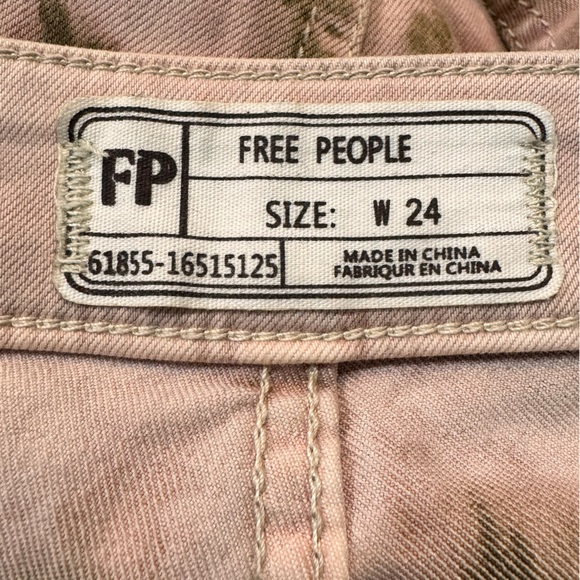 FP
FREE PEOPLE
SIZE: W 24
61855-16515125
MADE IN CHINA
FABRIQUR EN CHINA